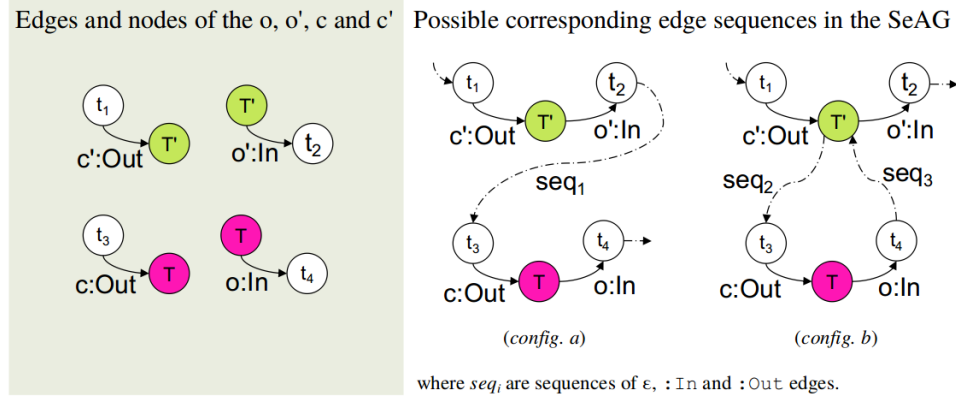 Edges and nodes of the o, o', c and c'
t1
T'
c':Out
T'
o':In
t2
t3
c:Out
T
T
o:In
t4
Possible corresponding edge sequences in the SeAG
t1
c':Out
T'
o':In
t2
seq1
t3
c:Out
T
o:In
t4
(config. a)
t1
c':Out
T'
o':In
t2
seq2
seq3
t3
c:Out
T
o:In
t4
(config. b)
where seqi are sequences of ε, :In and :Out edges.